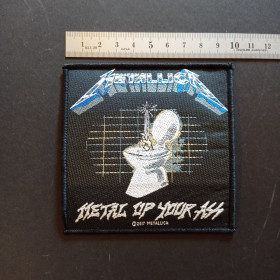 1 2 3 4 5 6 7 8 9 10 11 12
METALLICA
METAL UP YOUR ASS
©2017 METALLICA